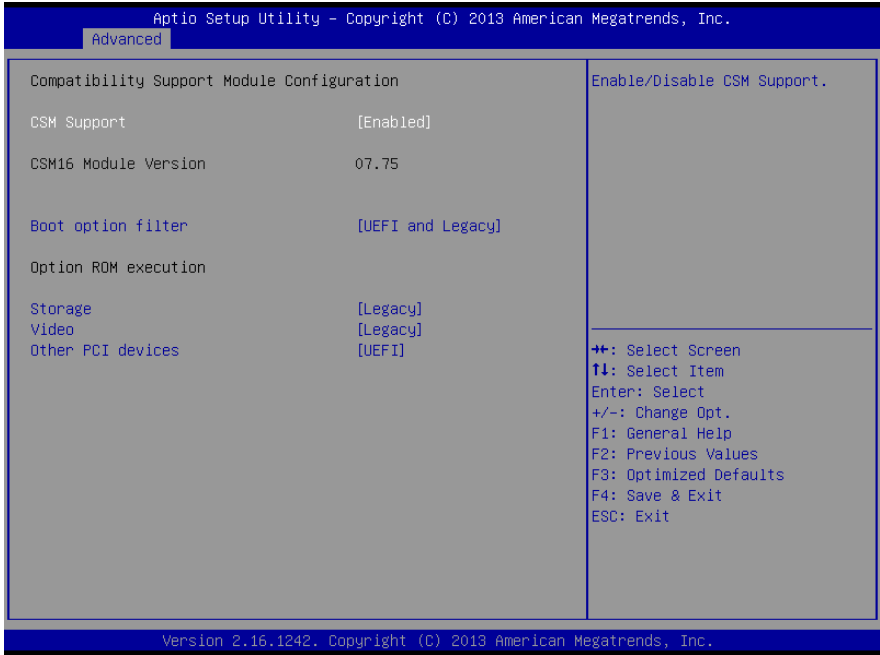 Aptio Setup Utility – Copyright (C) 2013 American Megatrends, Inc.
Advanced
Compatibility Support Module Configuration
CSM Support [Enabled]
CSM16 Module Version 07.75
Boot option filter [UEFI and Legacy]
Option ROM execution
Storage [Legacy]
Video [Legacy]
Other PCI devices [UEFI]
Enable/Disable CSM Support.
→←: Select Screen
↑↓: Select Item
Enter: Select
+/-: Change Opt.
F1: General Help
F2: Previous Values
F3: Optimized Defaults
F4: Save & Exit
ESC: Exit
Version 2.16.1242. Copyright (C) 2013 American Megatrends, Inc.